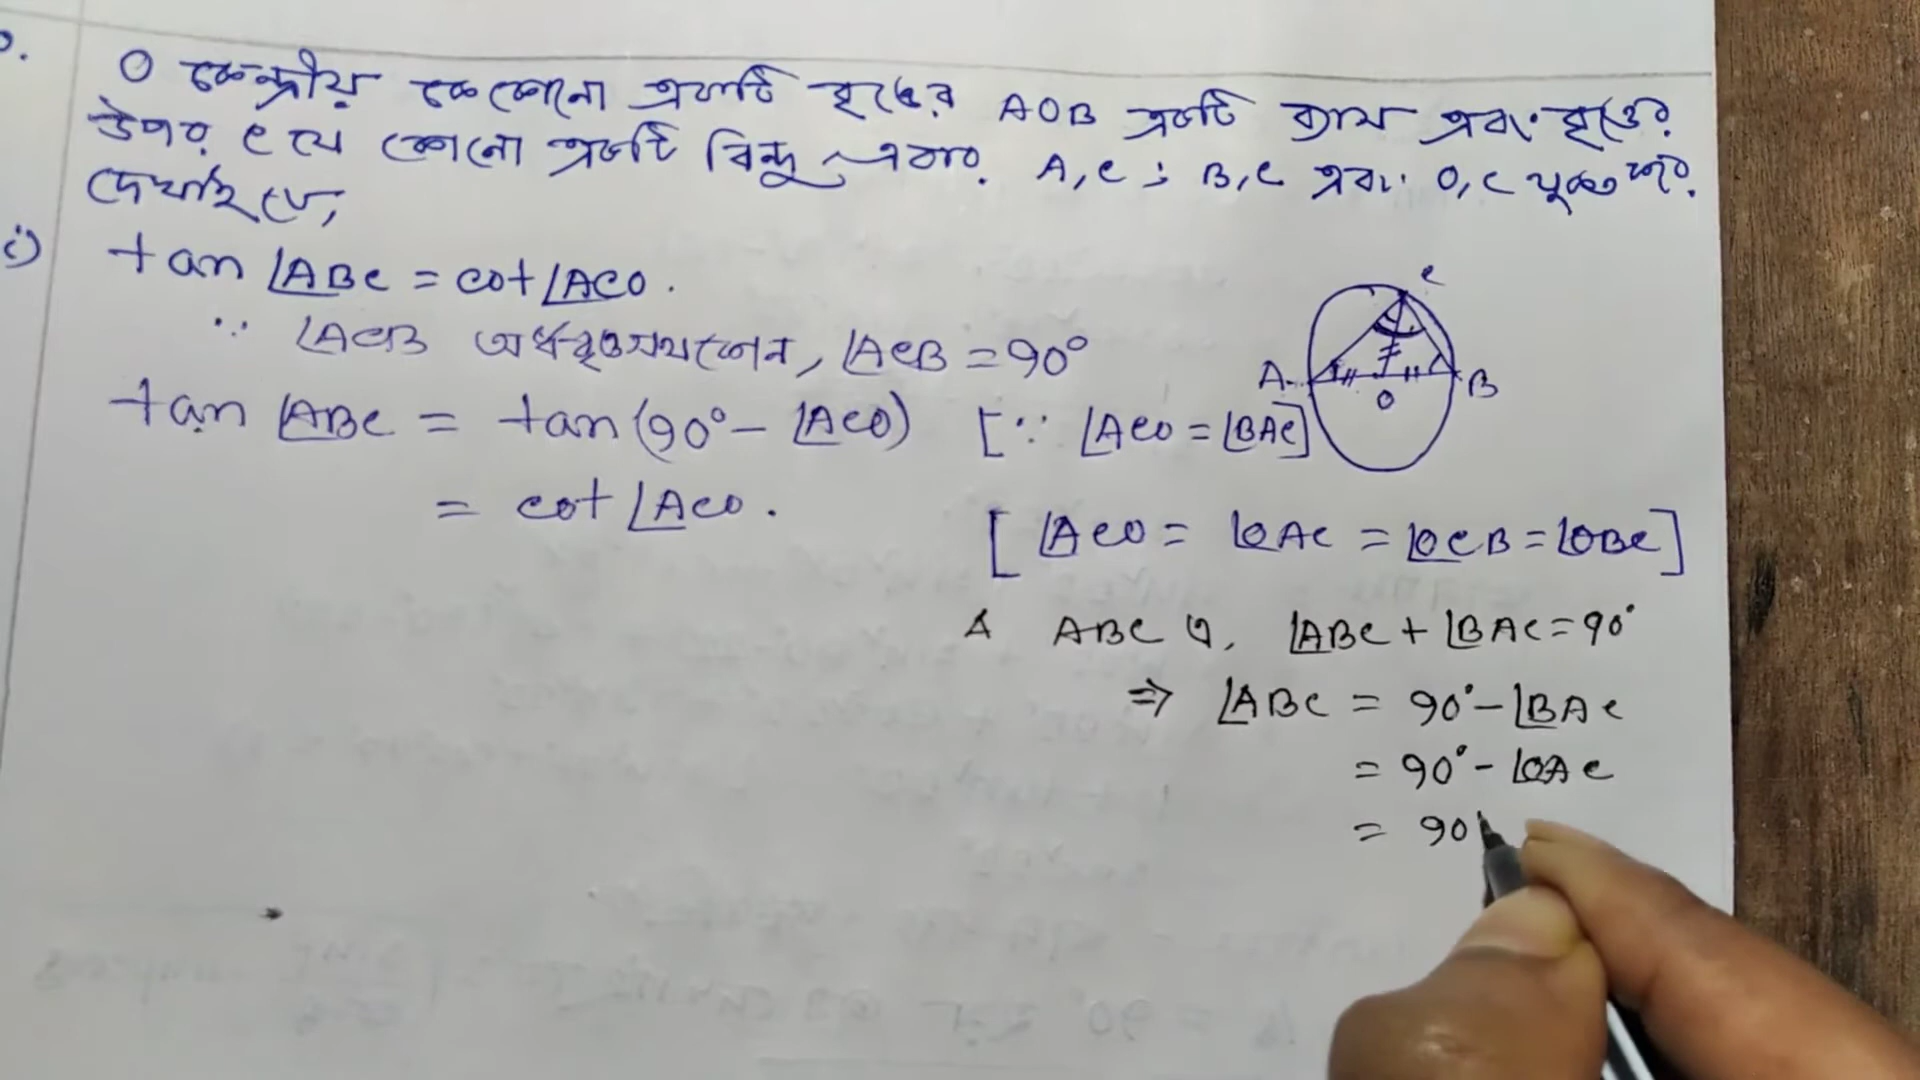 O কেন্দ্রীয় যে কোনো একটি বৃত্তের AOB একটি ব্যাস এবং বৃত্তের
উপর C যে কোনো একটি বিন্দু এবার A, C ; B, C এবং O, C যুক্ত করি.
দেখাই যে,
i) tan ∠ABC = cot ∠ACO.
∵ ∠ACB অর্ধবৃত্তস্থ কোন, ∠ACB = 90°
tan ∠ABC = tan (90° - ∠ACO) [∵ ∠ACO = ∠BAC]
= cot ∠ACO.
C
A
B
O
[∠ACO = ∠OAC = ∠OCB = ∠OBC]
Δ ABC এ, ∠ABC + ∠BAC = 90°
⇒ ∠ABC = 90° - ∠BAC
= 90° - ∠OAC
= 90